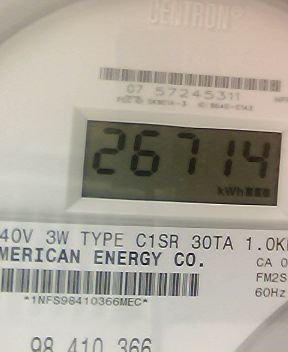 CENTRON®
07 57245311
26714
kWh
40V 3W TYPE C1SR 30TA 1.0K
MERICAN ENERGY CO.
CA 0
FM2S
60Hz
*1NFS98410366MEC*
98 410 366